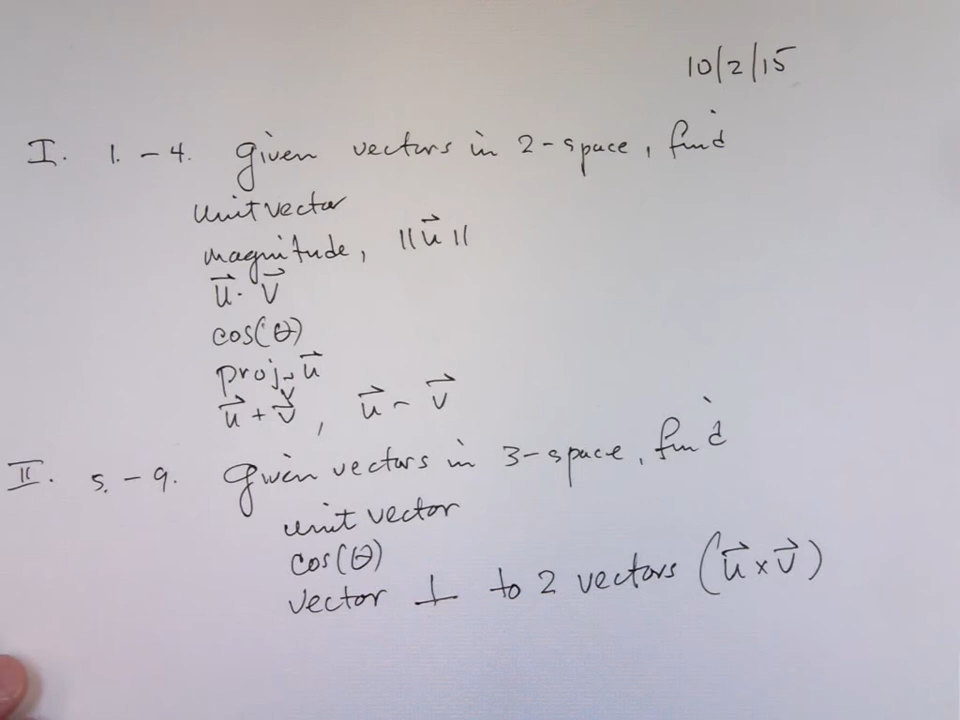 10/2/15
I. 1. - 4. given vectors in 2-space, find
unit vector
magnitude, ||u⃗||
u⃗ · v⃗
cos(θ)
proj_v⃗ u⃗
u⃗ + v⃗, u⃗ - v⃗
II. 5. - 9. given vectors in 3-space, find
unit vector
cos(θ)
vector ⊥ to 2 vectors (u⃗ × v⃗)